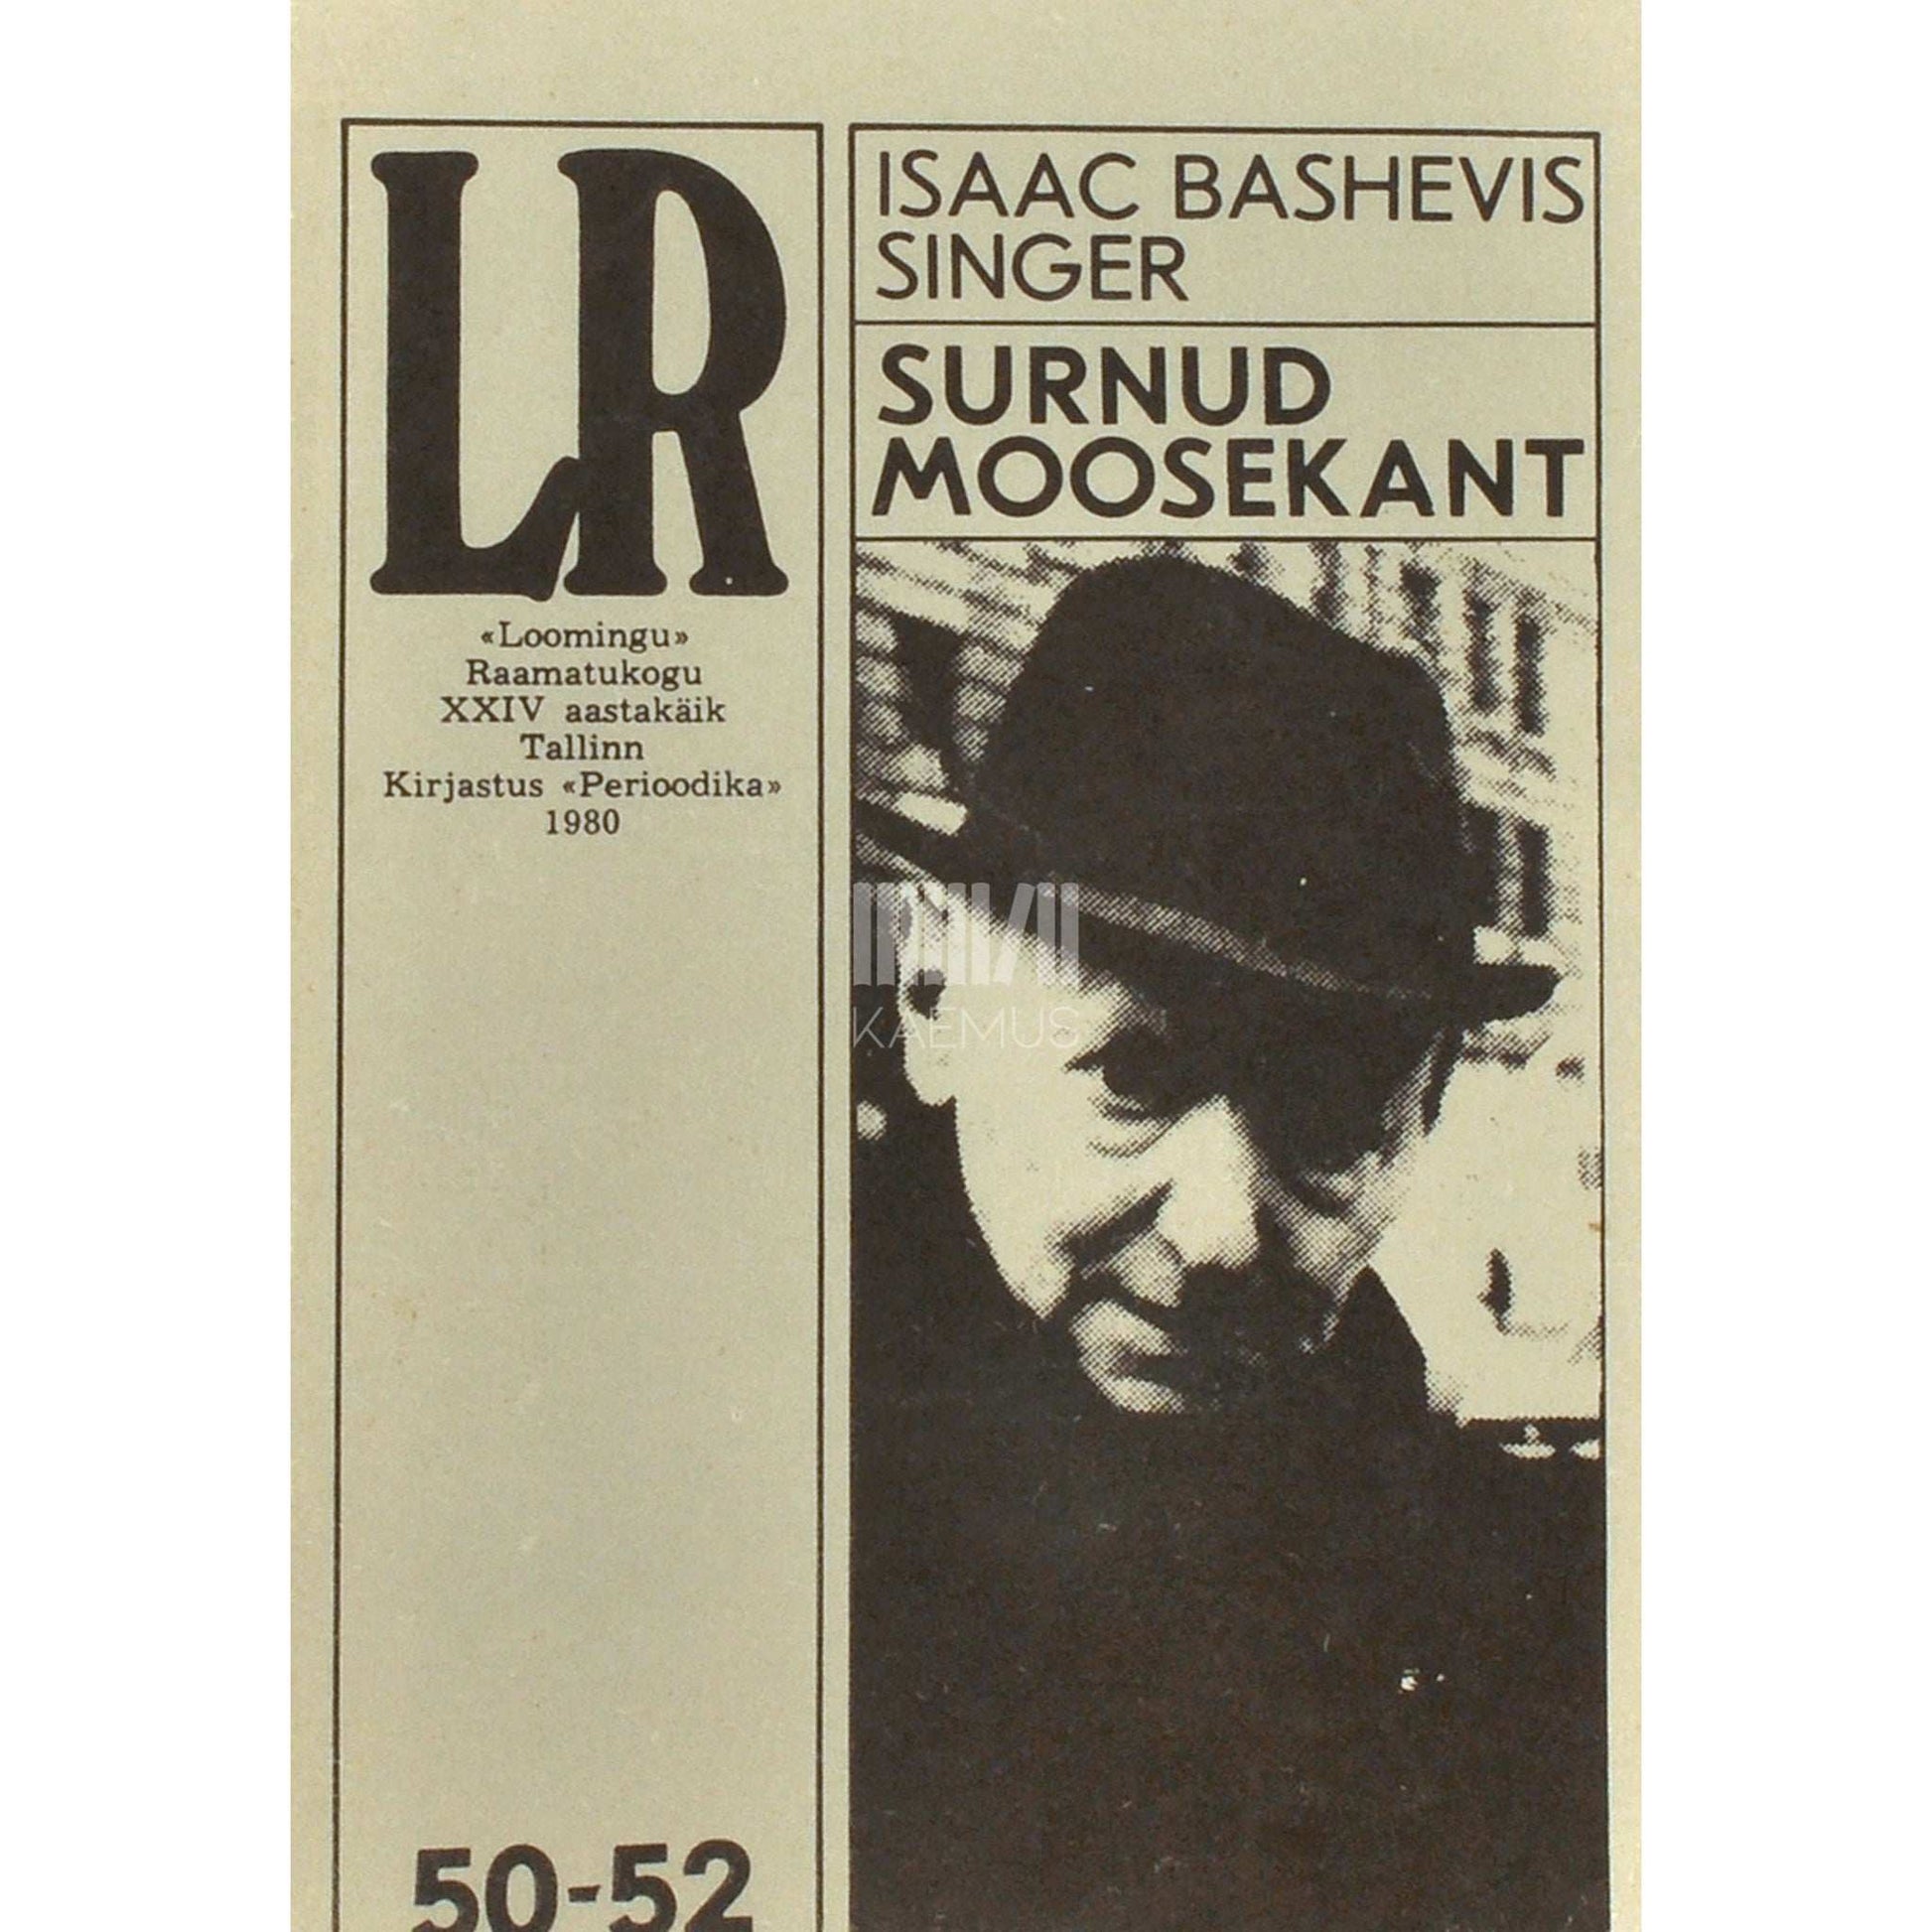 LR
«Loomingu»
Raamatukogu
XXIV aastakäik
Tallinn
Kirjastus «Perioodika»
1980
50-52
ISAAC BASHEVIS
SINGER
SURNUD
MOOSEKANT
KAEMUS